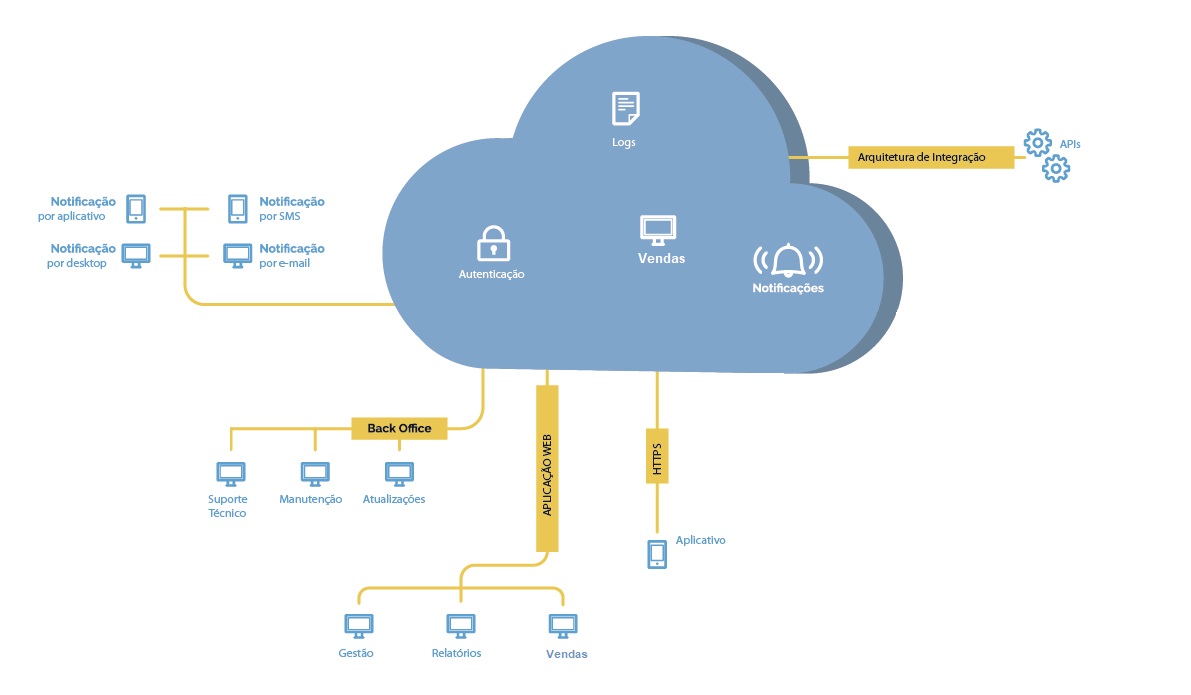 Logs
Arquitetura de Integração
APIs
Notificação
por aplicativo
Notificação
por SMS
Notificação
por desktop
Notificação
por e-mail
Autenticação
Vendas
Notificações
Back Office
Suporte
Técnico
Manutenção
Atualizações
APLICAÇÃO WEB
HTTPS
Aplicativo
Gestão
Relatórios
Vendas